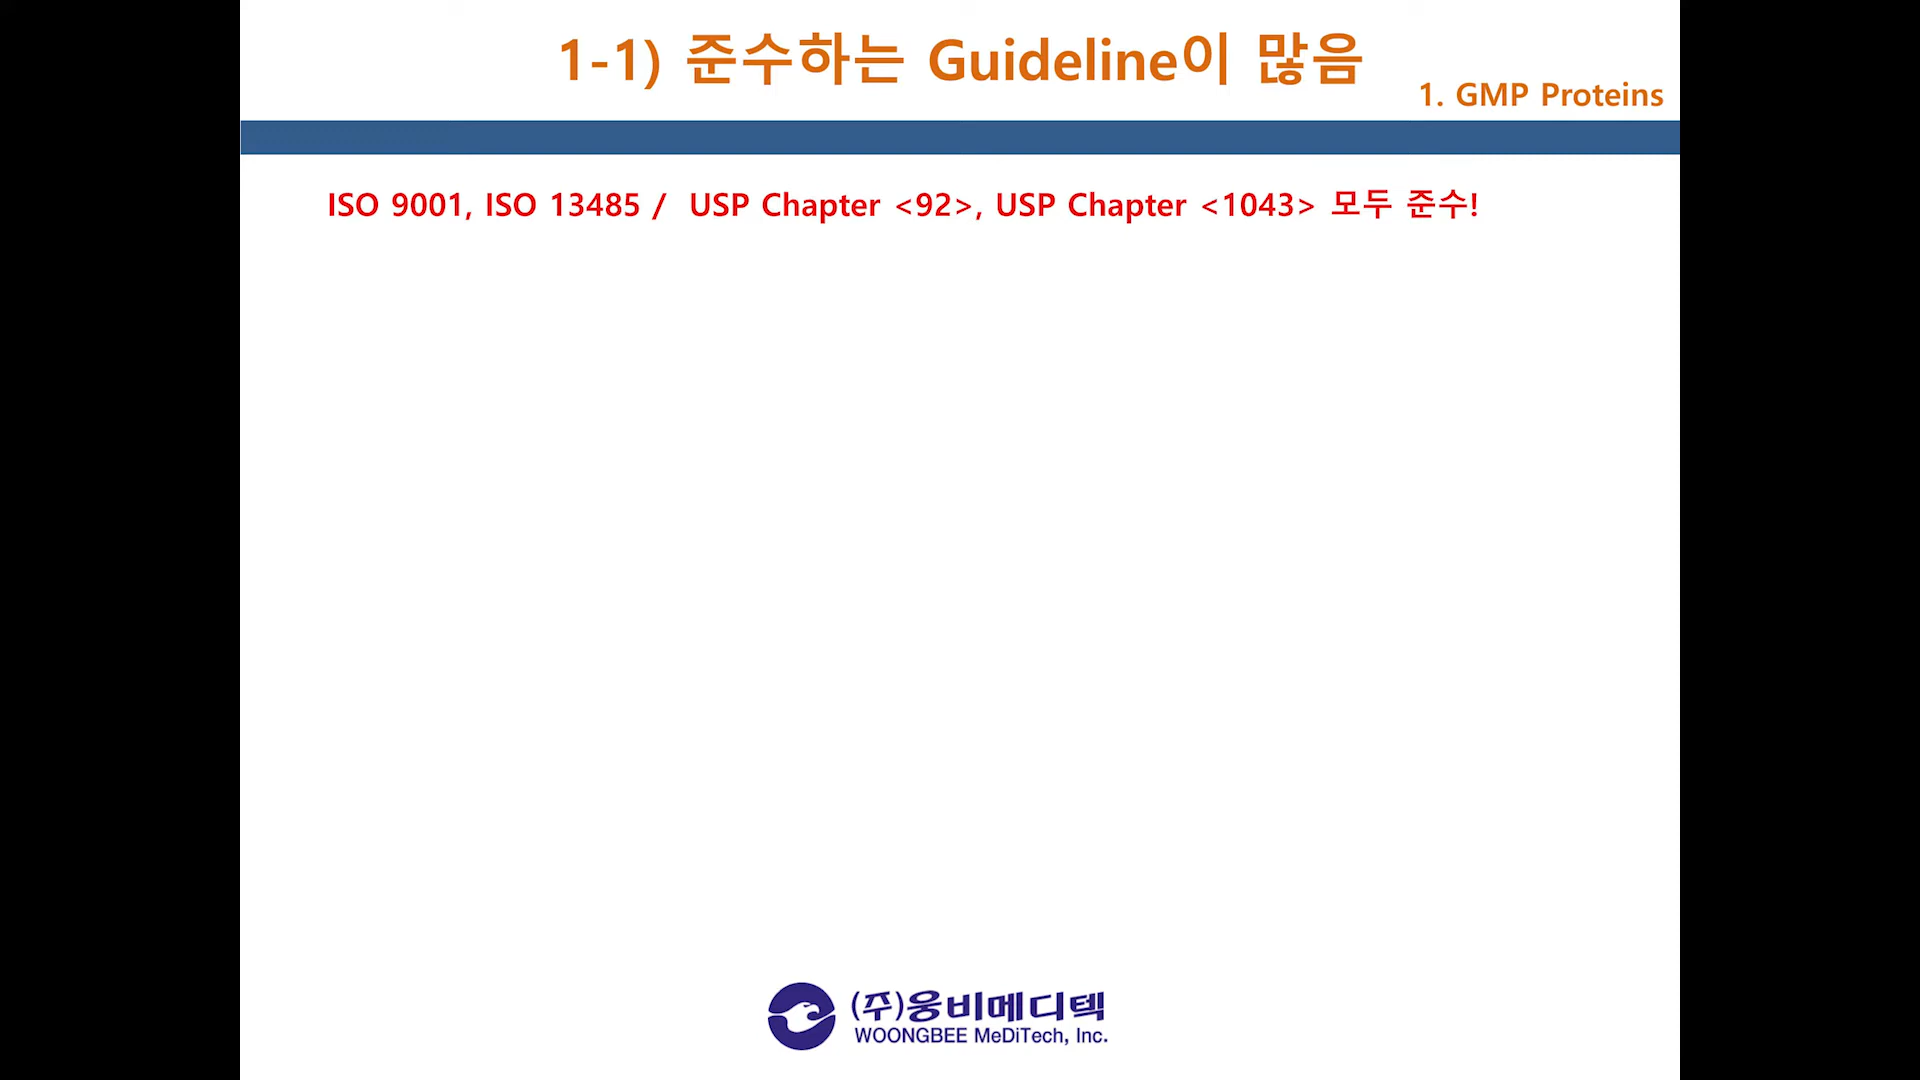 1-1) 준수하는 Guideline이 많음
1. GMP Proteins
ISO 9001, ISO 13485 / USP Chapter <92>, USP Chapter <1043> 모두 준수!
(주)웅비메디텍
WOONGBEE MeDiTech, Inc.